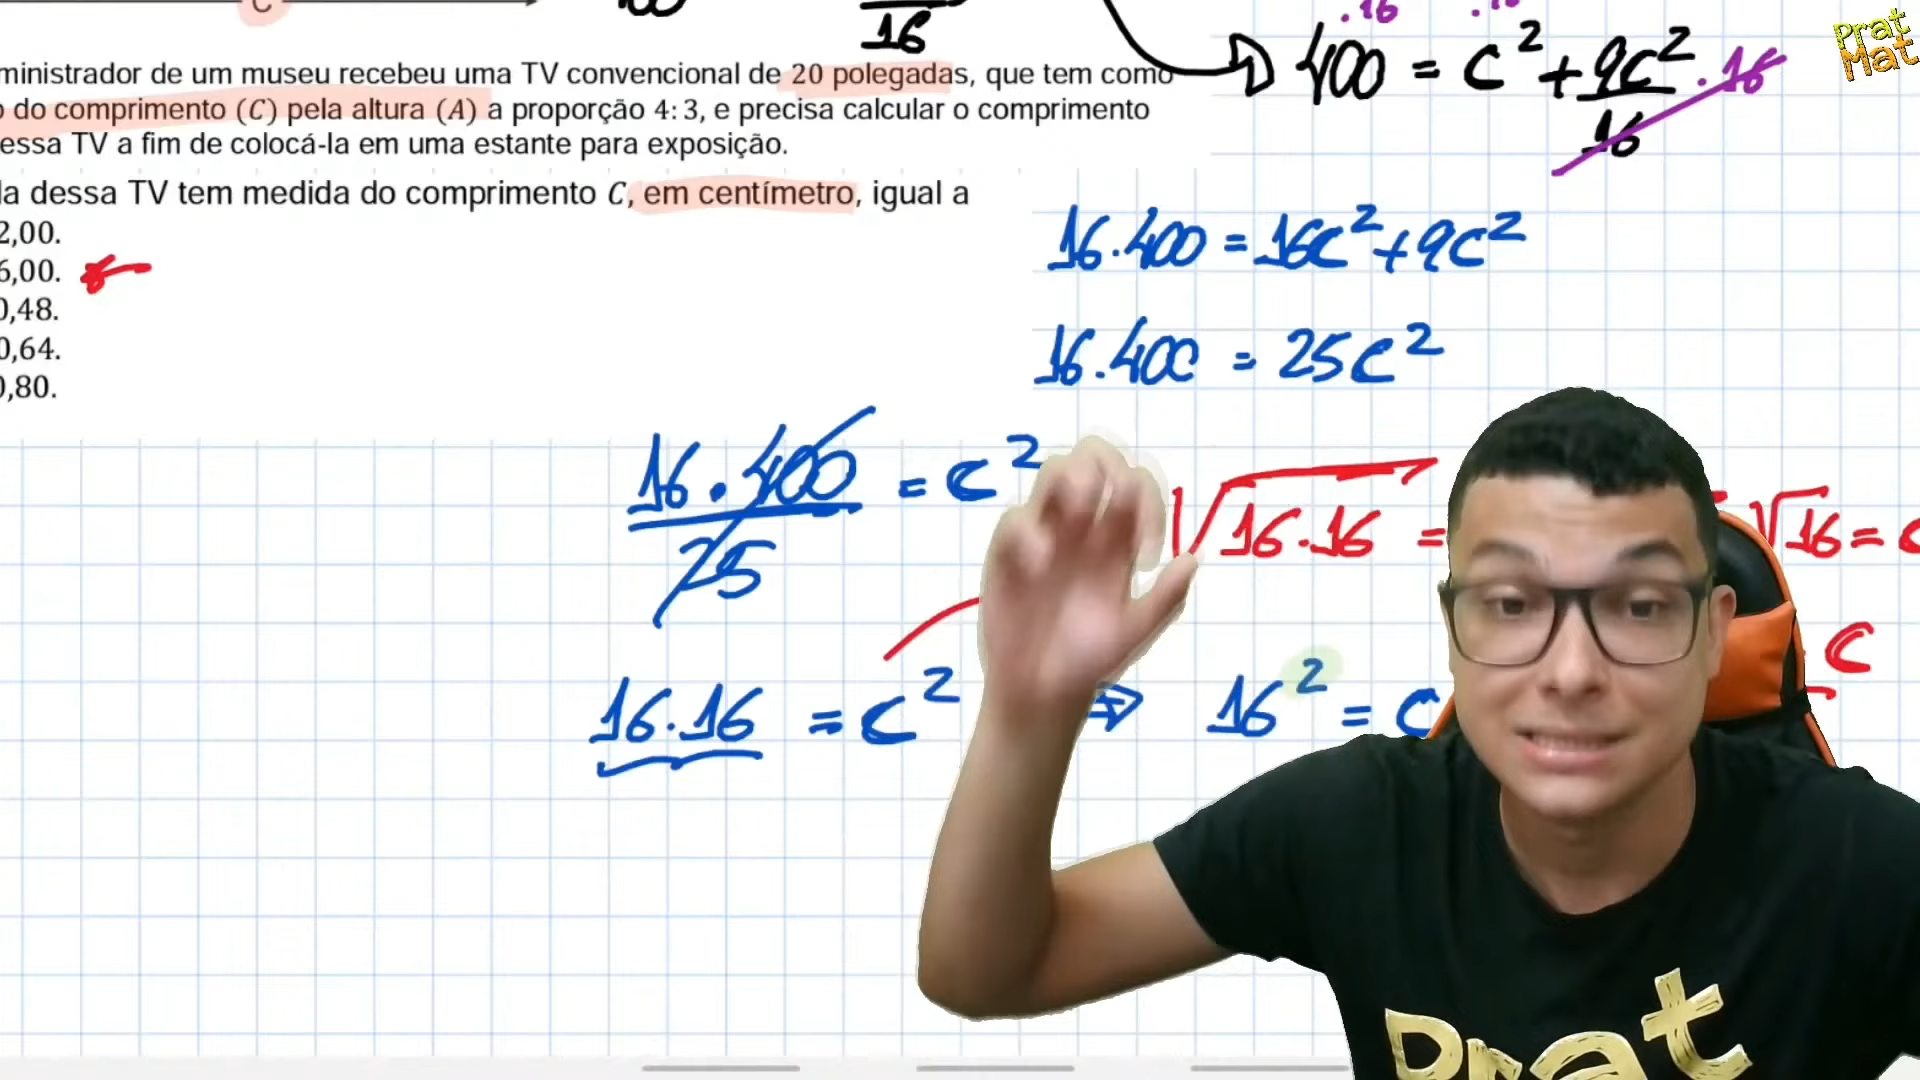 C
16
ministrador de um museu recebeu uma TV convencional de 20 polegadas, que tem como
do comprimento (C) pela altura (A) a proporção 4:3, e precisa calcular o comprimento
essa TV a fim de colocá-la em uma estante para exposição.
la dessa TV tem medida do comprimento C, em centímetro, igual a
2,00.
6,00.
0,48.
0,64.
0,80.
.16
400 = C² + 9C² .16
16
16.400 = 16C² + 9C²
16.400 = 25C²
16.400 = C²
25
√16.16 =
√16 = C
C
16.16 = C² ⇒ 16² = C
Prat
Mat
Prat